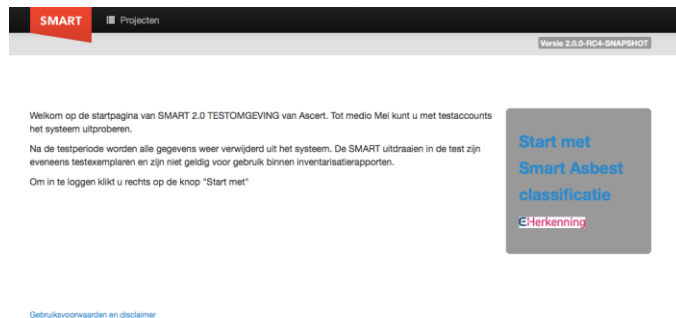 SMART Projecten
Versie 2.0.0-RC4-SNAPSHOT
Welkom op de startpagina van SMART 2.0 TESTOMGEVING van Ascert. Tot medio Mei kunt u met testaccounts
het systeem uitproberen.
Na de testperiode worden alle gegevens weer verwijderd uit het systeem. De SMART uitdraaien in de test zijn
eveneens testexemplaren en zijn niet geldig voor gebruik binnen inventarisatierapporten.
Om in te loggen klikt u rechts op de knop "Start met"
Start met
Smart Asbest
classificatie
eHerkenning
Gebruiksvoorwaarden en disclaimer